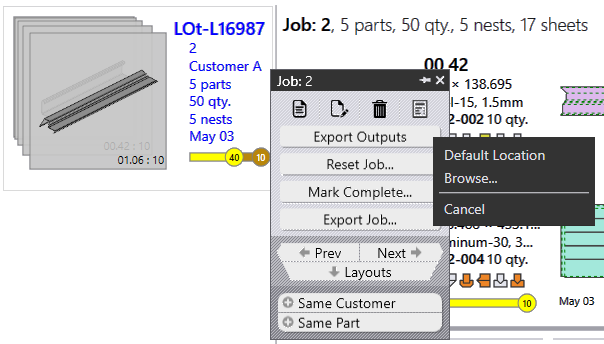 LOt-L16987
2
Customer A
5 parts
50 qty.
5 nests
May 03
40
10
00.42 : 10
01.06 : 10
Job: 2, 5 parts, 50 qty., 5 nests, 17 sheets
00.42
× 138.695
l-15, 1.5mm
2-002 10 qty.
minum-30, 3...
2-004 10 qty.
10
May 03
Job: 2
Export Outputs
Reset Job...
Mark Complete...
Export Job...
Prev
Next
Layouts
Same Customer
Same Part
Default Location
Browse...
Cancel